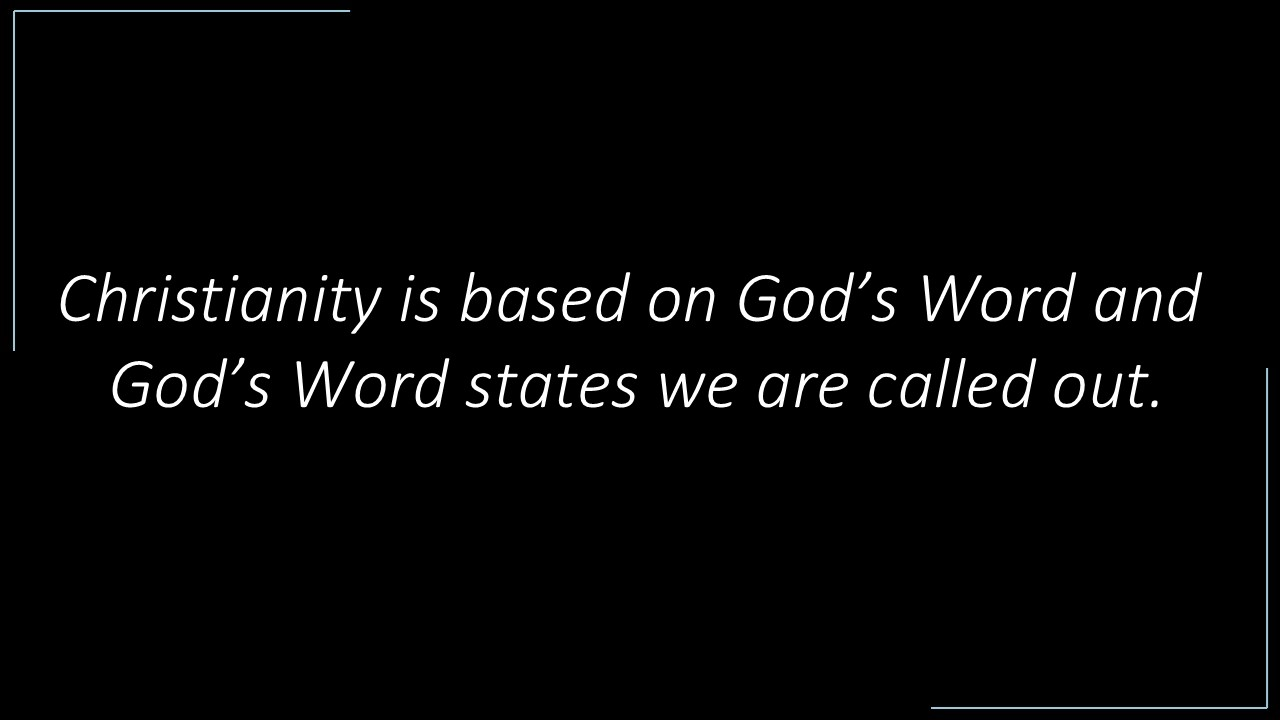 Christianity is based on God’s Word and
God’s Word states we are called out.